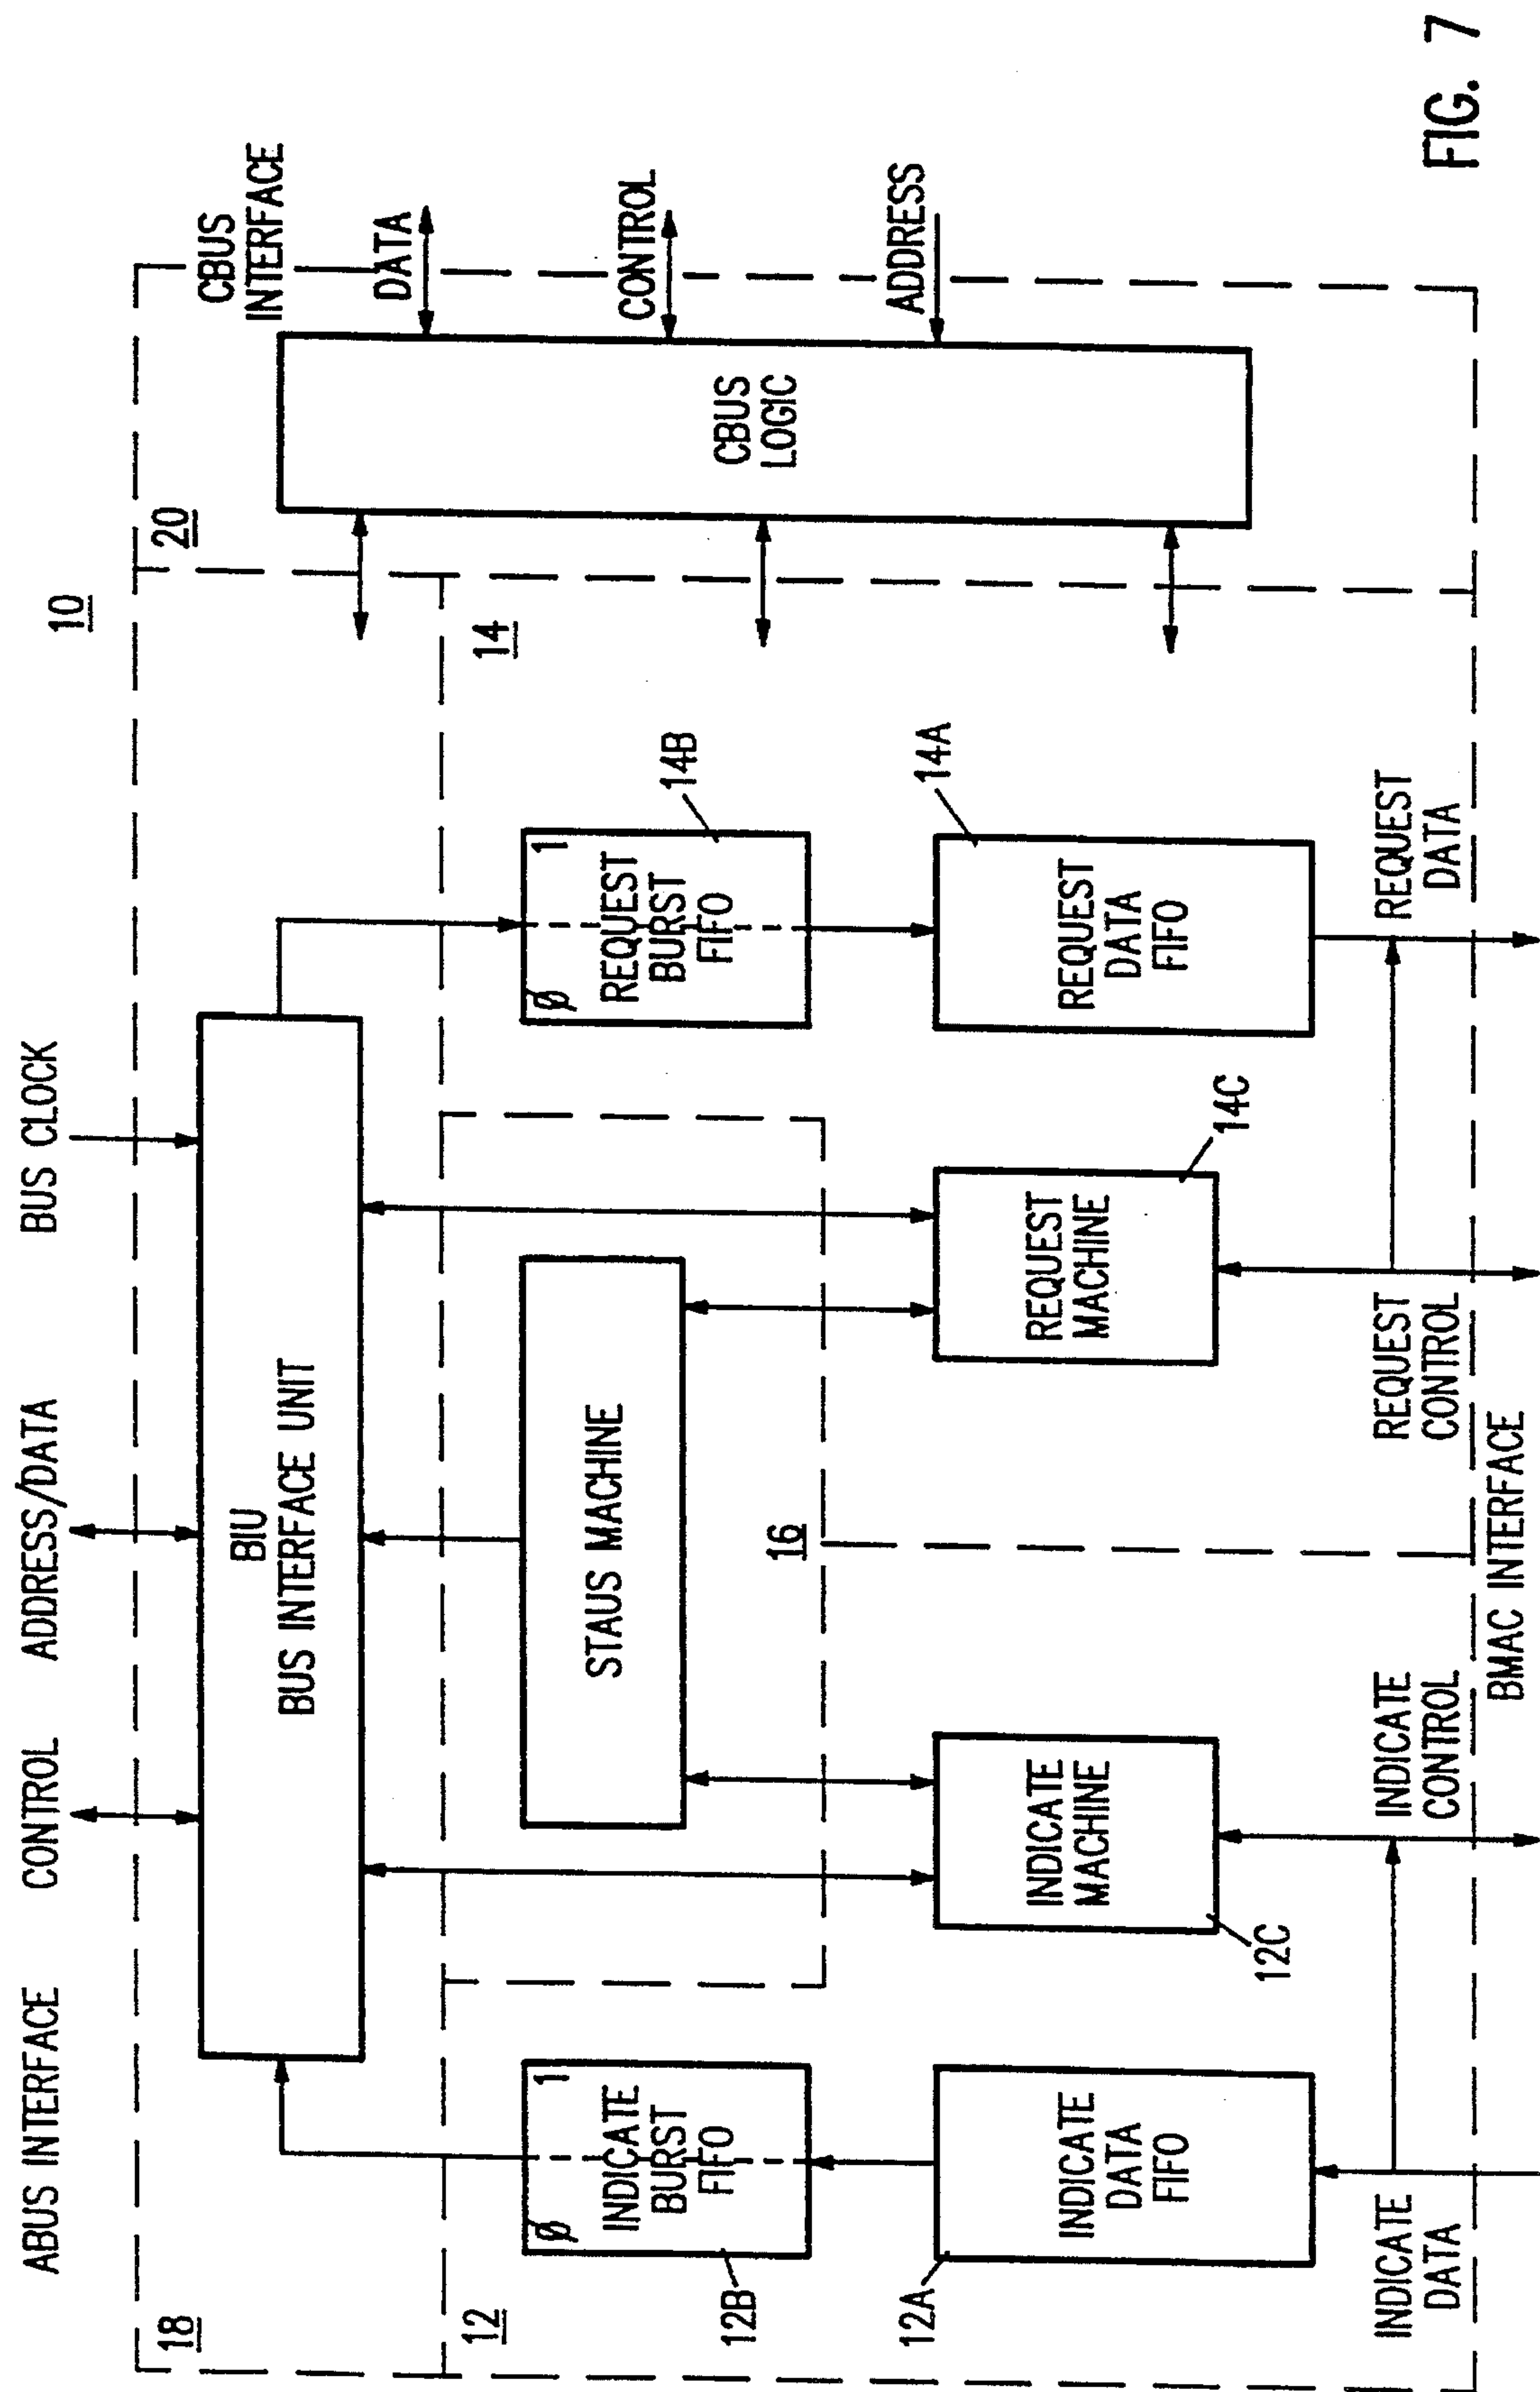 ABUS INTERFACE
CONTROL
ADDRESS/DATA
BUS CLOCK
10
18
BIU
BUS INTERFACE UNIT
20
CBUS
INTERFACE
DATA
CONTROL
ADDRESS
CBUS
LOGIC
12
14
16
Ø
1
INDICATE
BURST
FIFO
12B
STAUS MACHINE
Ø
1
REQUEST
BURST
FIFO
14B
12A
INDICATE
DATA
FIFO
INDICATE
MACHINE
12C
REQUEST
MACHINE
14C
REQUEST
DATA
FIFO
14A
INDICATE
DATA
INDICATE
CONTROL
REQUEST
CONTROL
REQUEST
DATA
BMAC INTERFACE
FIG. 7